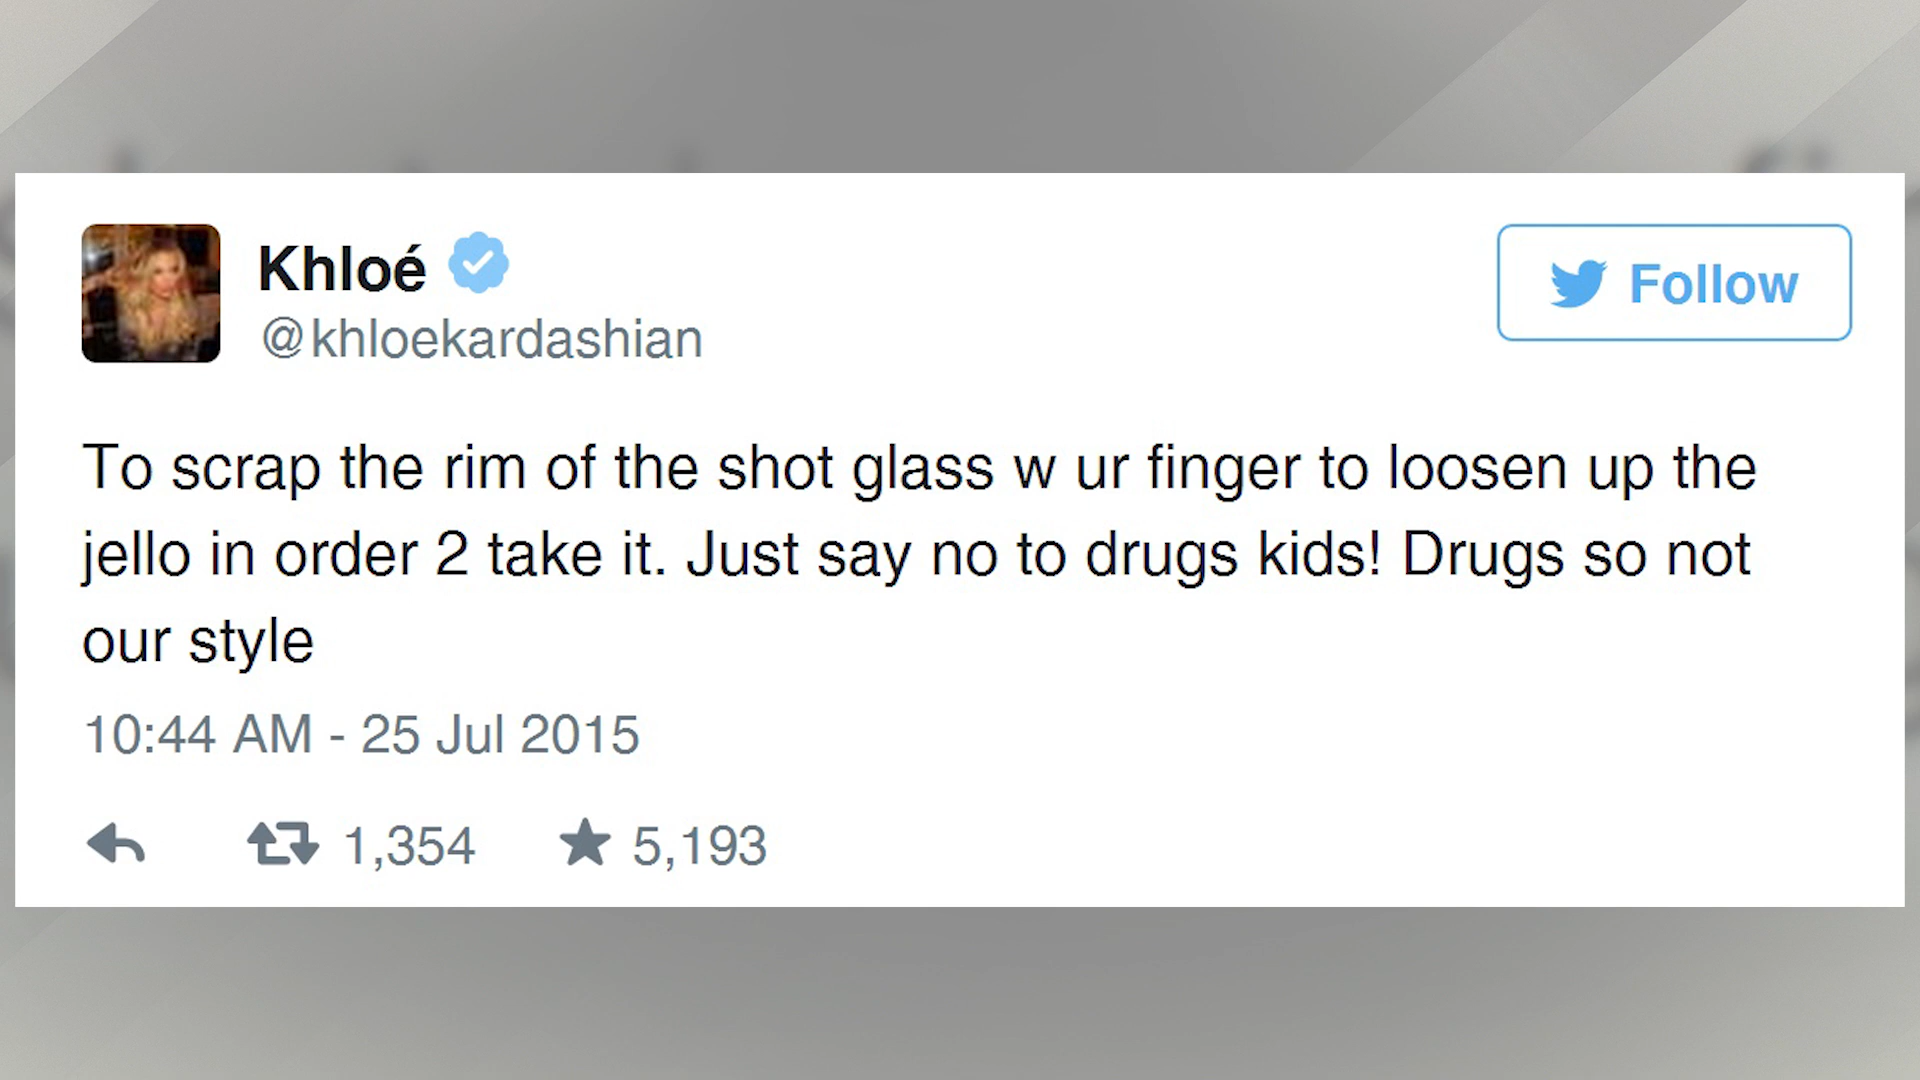 Khloé
@khloekardashian
Follow
To scrap the rim of the shot glass w ur finger to loosen up the
jello in order 2 take it. Just say no to drugs kids! Drugs so not
our style
10:44 AM - 25 Jul 2015
1,354 5,193